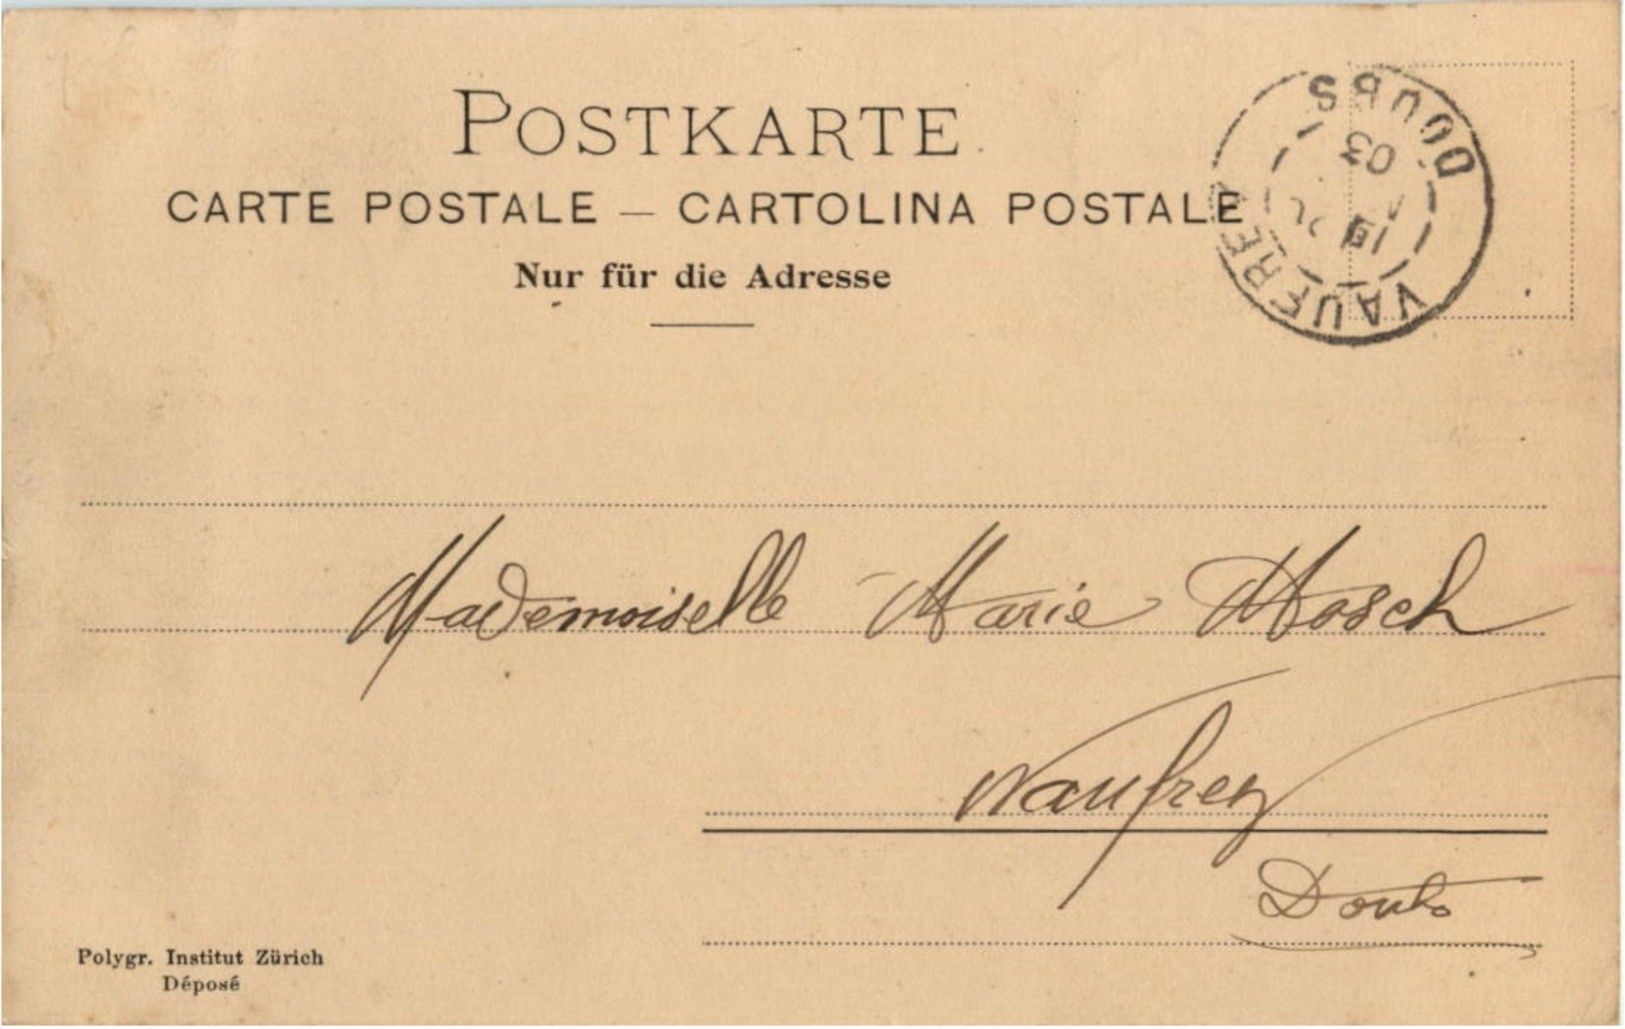 POSTKARTE
CARTE POSTALE — CARTOLINA POSTALE
Nur für die Adresse
VAUFREY
DOUBS
19
03
Mademoiselle Marie Mosch
Vaufrey
Doubs
Polygr. Institut Zürich
Déposé